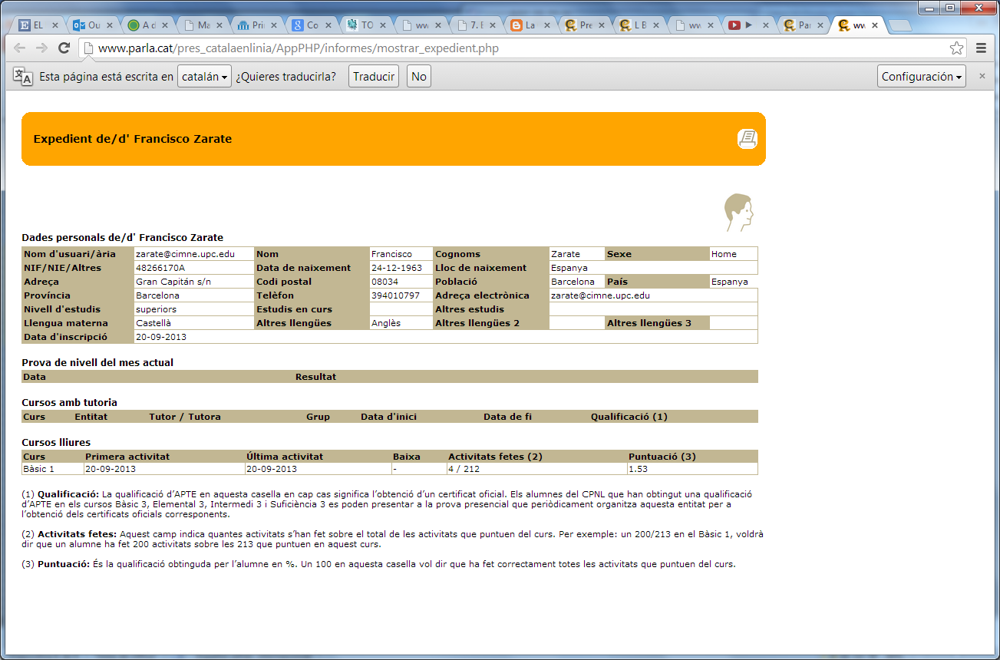 EL
Ou
A d
Ma
Pri
Co
TO
ww
7. E
La
Pre
L B
ww
Par
ww
www.parla.cat/pres_catalaenlinia/AppPHP/informes/mostrar_expedient.php
Esta página está escrita en catalán ¿Quieres traducirla? Traducir No Configuración
Expedient de/d' Francisco Zarate
Dades personals de/d' Francisco Zarate
Nom d'usuari/ària zarate@cimne.upc.edu Nom Francisco Cognoms Zarate Sexe Home
NIF/NIE/Altres 48266170A Data de naixement 24-12-1963 Lloc de naixement Espanya
Adreça Gran Capitán s/n Codi postal 08034 Població Barcelona País Espanya
Província Barcelona Telèfon 394010797 Adreça electrònica zarate@cimne.upc.edu
Nivell d'estudis superiors Estudis en curs Altres estudis
Llengua materna Castellà Altres llengües Anglès Altres llengües 2 Altres llengües 3
Data d'inscripció 20-09-2013
Prova de nivell del mes actual
Data Resultat
Cursos amb tutoria
Curs Entitat Tutor / Tutora Grup Data d'inici Data de fi Qualificació (1)
Cursos lliures
Curs Primera activitat Última activitat Baixa Activitats fetes (2) Puntuació (3)
Bàsic 1 20-09-2013 20-09-2013 - 4 / 212 1.53
(1) Qualificació: La qualificació d’APTE en aquesta casella en cap cas significa l’obtenció d’un certificat oficial. Els alumnes del CPNL que han obtingut una qualificació
d’APTE en els cursos Bàsic 3, Elemental 3, Intermedi 3 i Suficiència 3 es poden presentar a la prova presencial que periòdicament organitza aquesta entitat per a
l’obtenció dels certificats oficials corresponents.
(2) Activitats fetes: Aquest camp indica quantes activitats s’han fet sobre el total de les activitats que puntuen del curs. Per exemple: un 200/213 en el Bàsic 1, voldrà
dir que un alumne ha fet 200 activitats sobre les 213 que puntuen en aquest curs.
(3) Puntuació: És la qualificació obtinguda per l’alumne en %. Un 100 en aquesta casella vol dir que ha fet correctament totes les activitats que puntuen del curs.